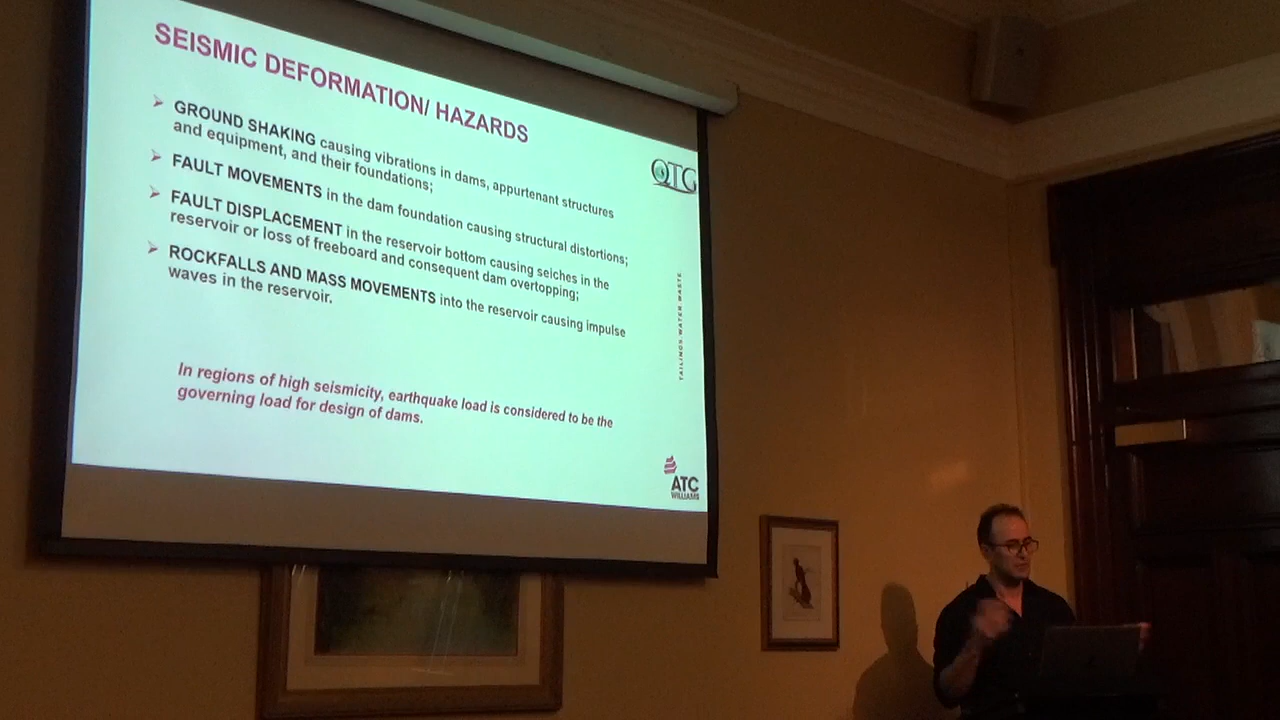 SEISMIC DEFORMATION/ HAZARDS
➢ GROUND SHAKING causing vibrations in dams, appurtenant structures
and equipment, and their foundations;
➢ FAULT MOVEMENTS in the dam foundation causing structural distortions;
➢ FAULT DISPLACEMENT in the reservoir bottom causing seiches in the
reservoir or loss of freeboard and consequent dam overtopping;
➢ ROCKFALLS AND MASS MOVEMENTS into the reservoir causing impulse
waves in the reservoir.
In regions of high seismicity, earthquake load is considered to be the
governing load for design of dams.
QTG
TAILINGS.WATER.WASTE.
ATC
WILLIAMS